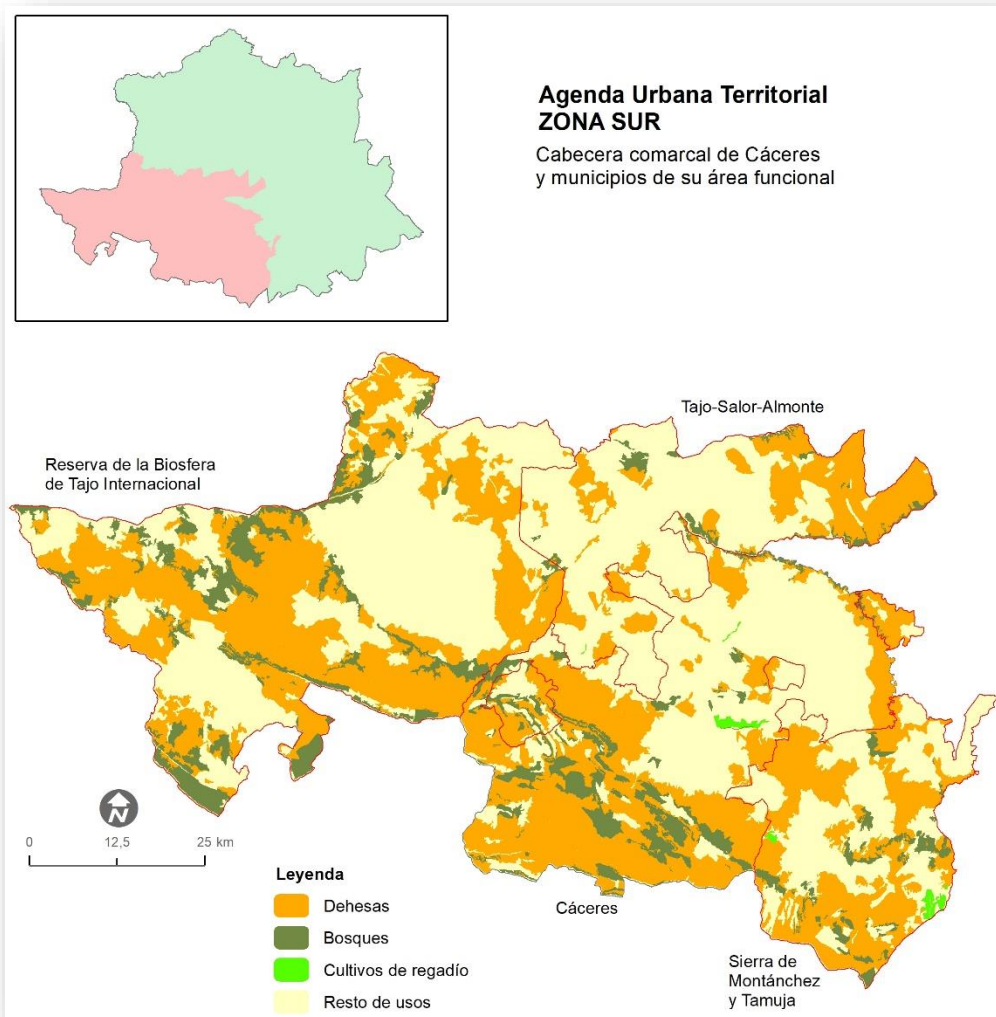 Agenda Urbana Territorial
ZONA SUR
Cabecera comarcal de Cáceres
y municipios de su área funcional
Tajo-Salor-Almonte
Reserva de la Biosfera
de Tajo Internacional
N
0 12,5 25 km
Leyenda
Dehesas
Bosques
Cultivos de regadío
Resto de usos
Cáceres
Sierra de
Montánchez
y Tamuja